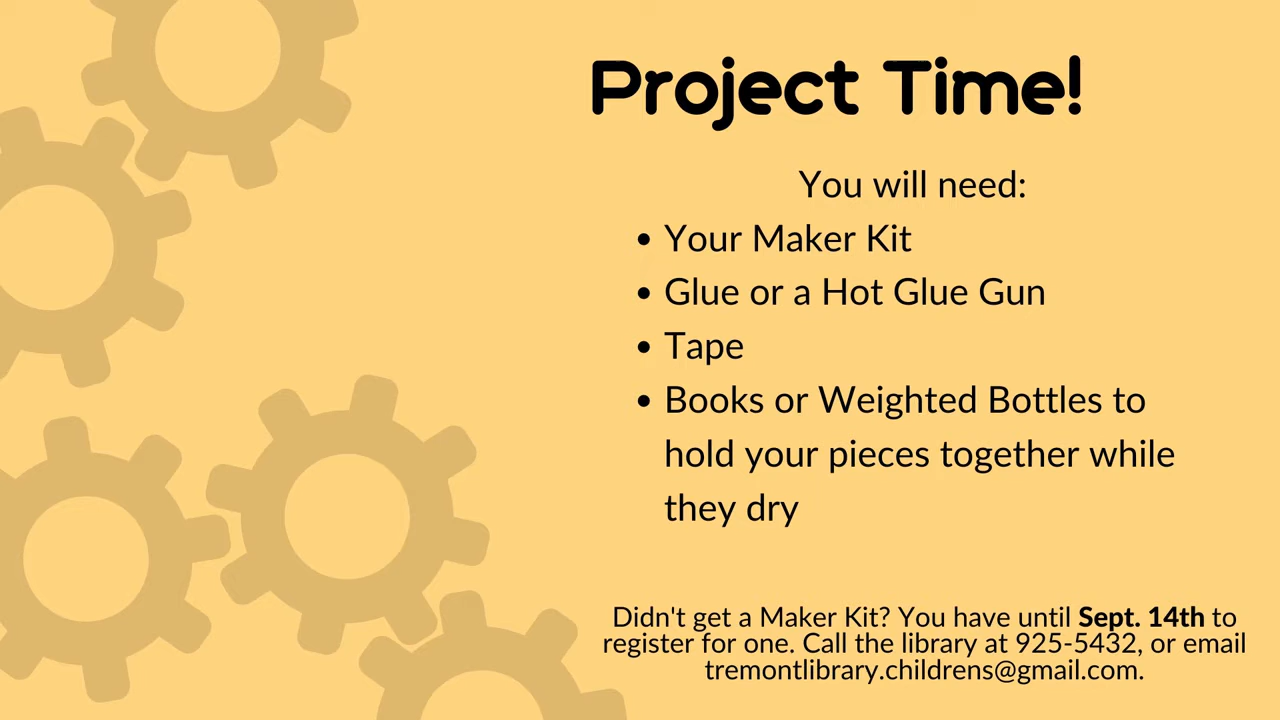 Project Time!
You will need:
• Your Maker Kit
• Glue or a Hot Glue Gun
• Tape
• Books or Weighted Bottles to
hold your pieces together while
they dry
Didn't get a Maker Kit? You have until Sept. 14th to
register for one. Call the library at 925-5432, or email
tremontlibrary.childrens@gmail.com.